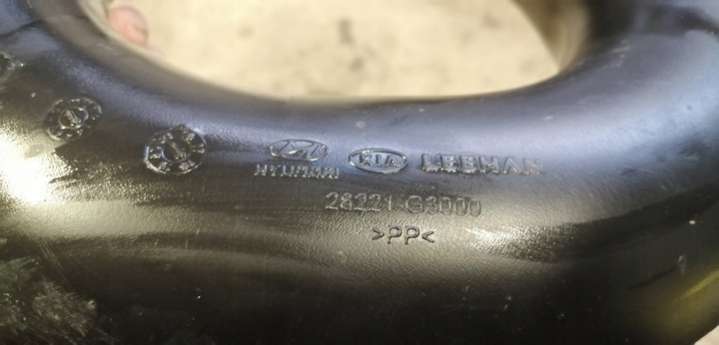 HYUNDAI KIA LEEHAN
28221-G3000
>PP<